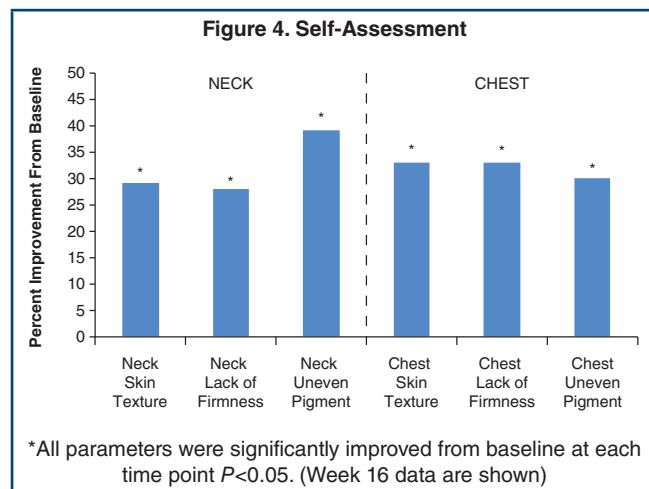 Figure 4. Self-Assessment
Percent Improvement From Baseline
50
45
40
35
30
25
20
15
10
5
0
NECK
CHEST
*
*
*
*
*
*
Neck
Skin
Texture
Neck
Lack of
Firmness
Neck
Uneven
Pigment
Chest
Skin
Texture
Chest
Lack of
Firmness
Chest
Uneven
Pigment
*All parameters were significantly improved from baseline at each
time point P<0.05. (Week 16 data are shown)